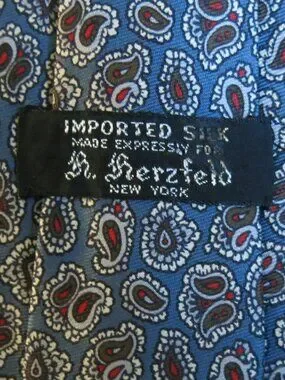 IMPORTED SILK
MADE EXPRESSLY FOR
A. Herzfeld
NEW YORK